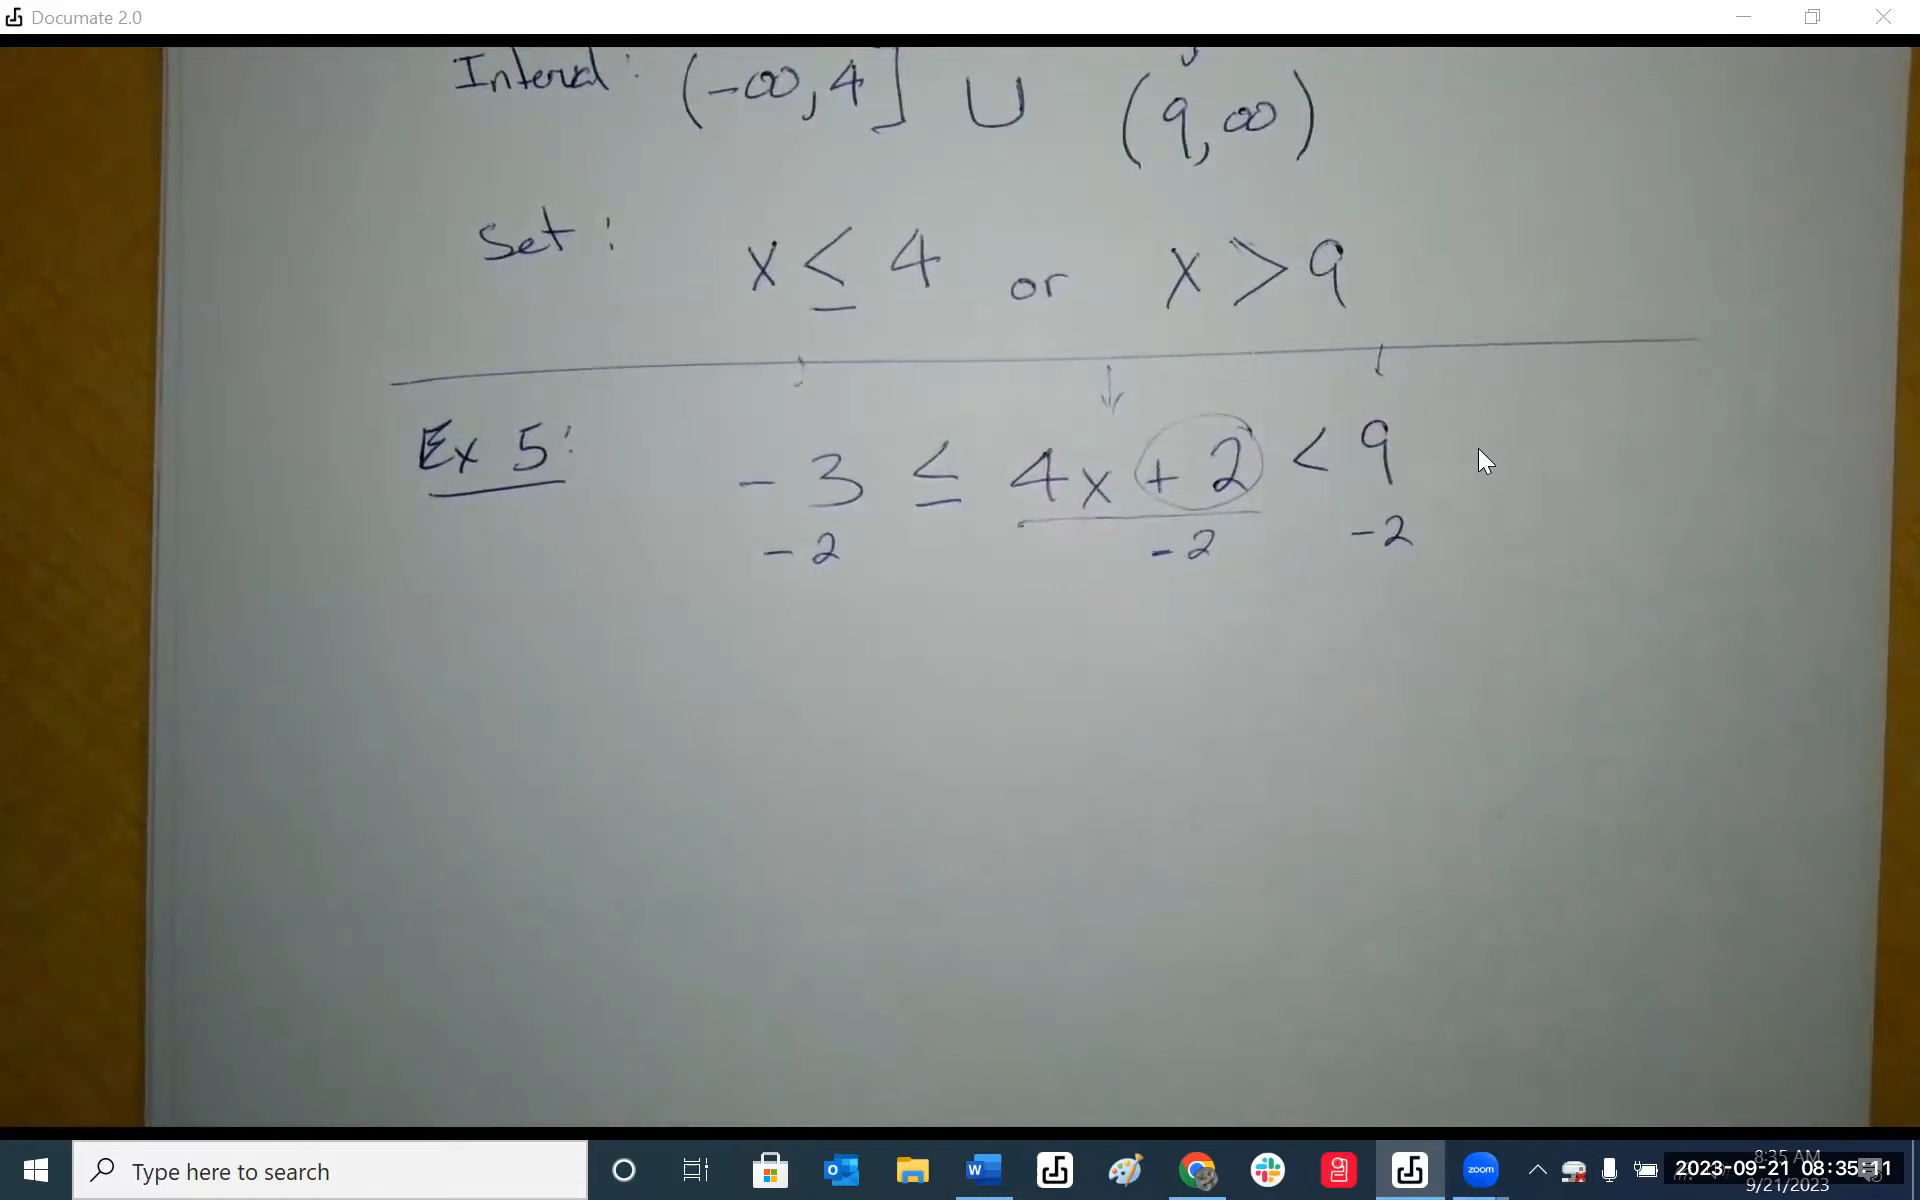 Documate 2.0
Interval: (-∞, 4] ∪ (9, ∞)
Set: x ≤ 4 or x > 9
Ex 5: -3 ≤ 4x + 2 < 9
-2 -2 -2
Type here to search
zoom
8:35 AM
2023-09-21 08:35:11
9/21/2023